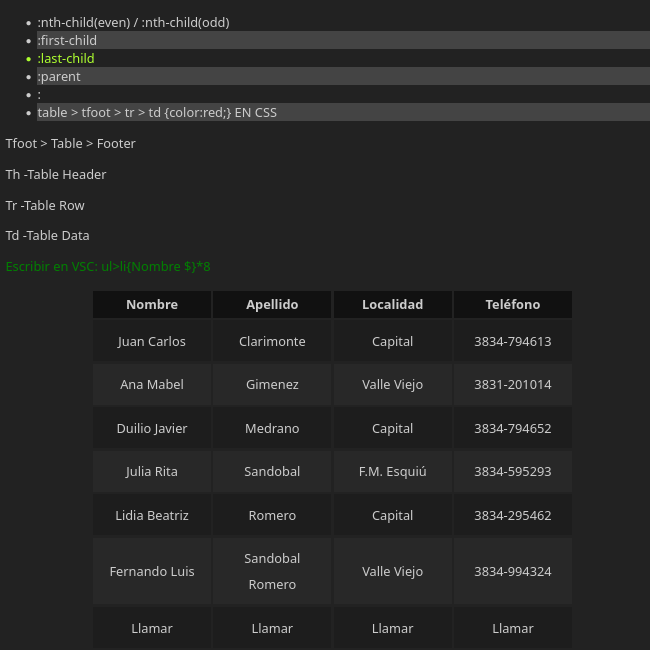 :nth-child(even) / :nth-child(odd)
:first-child
:last-child
:parent
:
table > tfoot > tr > td {color:red;} EN CSS
Tfoot > Table > Footer
Th -Table Header
Tr -Table Row
Td -Table Data
Escribir en VSC: ul>li{Nombre $}*8
Nombre Apellido Localidad Teléfono
Juan Carlos Clarimonte Capital 3834-794613
Ana Mabel Gimenez Valle Viejo 3831-201014
Duilio Javier Medrano Capital 3834-794652
Julia Rita Sandobal F.M. Esquiú 3834-595293
Lidia Beatriz Romero Capital 3834-295462
Fernando Luis Sandobal Romero Valle Viejo 3834-994324
Llamar Llamar Llamar Llamar